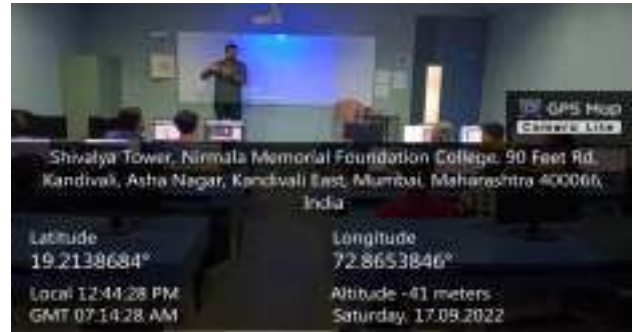 GPS Map
Camera Lite
Shivalya Tower, Nirmala Memorial Foundation College, 90 Feet Rd,
Kandivali, Asha Nagar, Kandivali East, Mumbai, Maharashtra 400066,
India
Latitude
19.2138684°
Longitude
72.8653846°
Local 12:44:28 PM
GMT 07:14:28 AM
Altitude -41 meters
Saturday, 17.09.2022